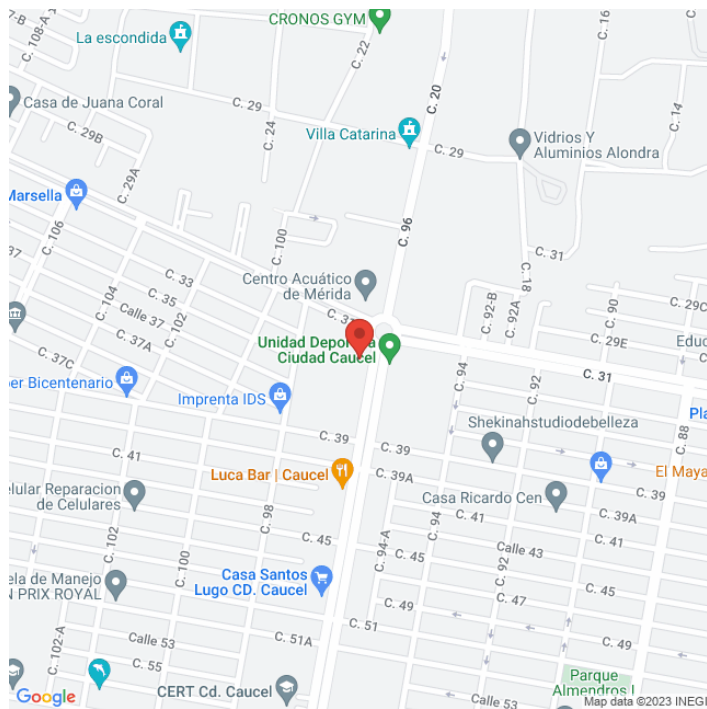 CRONOS GYM
C. 22
C. 16
C. 108-A
7-B
La escondida
C. 20
Casa de Juana Coral
C. 29
C. 14
C. 29B
C. 24
Villa Catarina
C. 29
Vidrios Y
Aluminios Alondra
C. 29A
Marsella
C. 106
C. 100
C. 96
C. 31
37
C. 33
Centro Acuático
de Mérida
C. 18
C. 104
C. 35
C. 90
C. 29C
C. 92-B
C. 92A
Calle 37
C. 102
C. 29E
C. 37A
Unidad Deportiva
Ciudad Caucel
Educ
C. 37C
C. 94
C. 92
C. 31
per Bicentenario
Imprenta IDS
Pla
Shekinahstudiodebelleza
C. 88
C. 39
C. 39
C. 41
Luca Bar | Caucel
C. 39A
El Maya
elular Reparacion
de Celulares
Casa Ricardo Cen
C. 39
C. 98
C. 94
C. 41
C. 39A
C. 45
C. 94-A
C. 45
Calle 43
C. 41
C. 102
C. 100
C. 92
ela de Manejo
N PRIX ROYAL
Casa Santos
Lugo CD. Caucel
C. 45
C. 49
C. 47
C. 102-A
Calle 53
C. 51A
C. 51
C. 49
C. 55
CERT Cd. Caucel
Parque
Almendros I
Calle 53
Google
Map data ©2023 INEGI